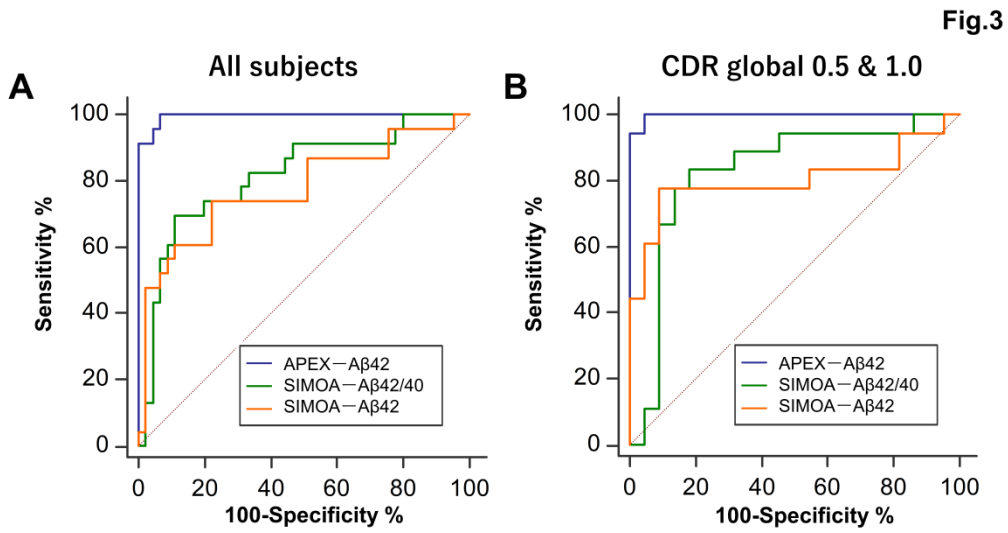 Fig.3
A
All subjects
100
80
60
40
20
0
Sensitivity %
APEX－Aβ42
SIMOA－Aβ42/40
SIMOA－Aβ42
0 20 40 60 80 100
100-Specificity %
B
CDR global 0.5 & 1.0
100
80
60
40
20
0
Sensitivity %
APEX－Aβ42
SIMOA－Aβ42/40
SIMOA－Aβ42
0 20 40 60 80 100
100-Specificity %